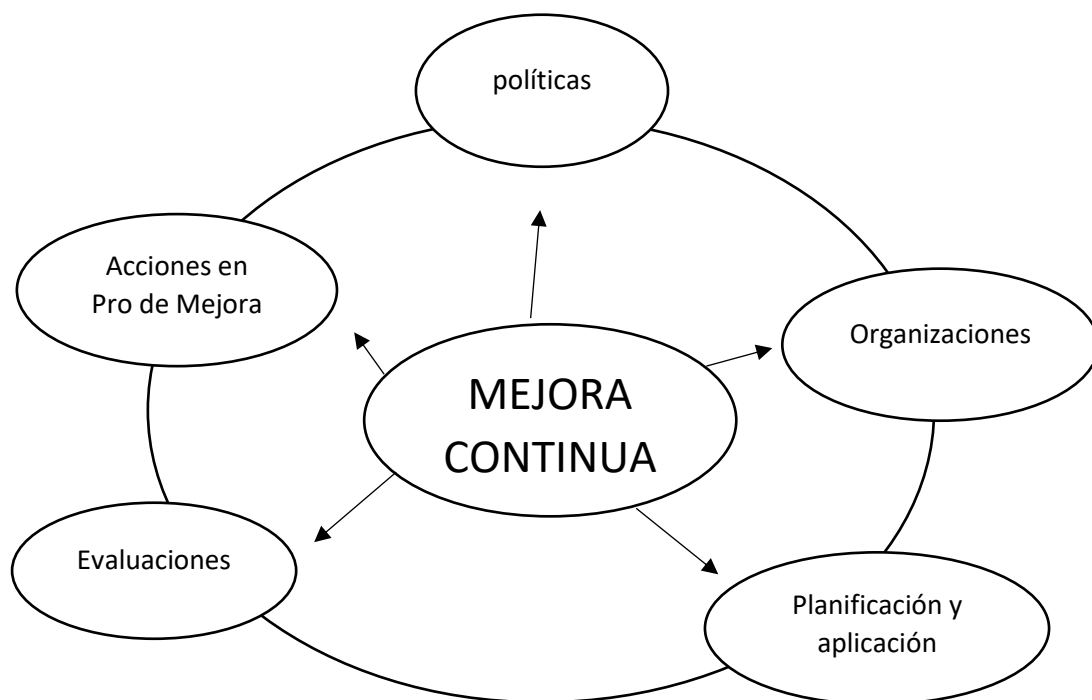 políticas
Acciones en
Pro de Mejora
Organizaciones
MEJORA
CONTINUA
Evaluaciones
Planificación y
aplicación